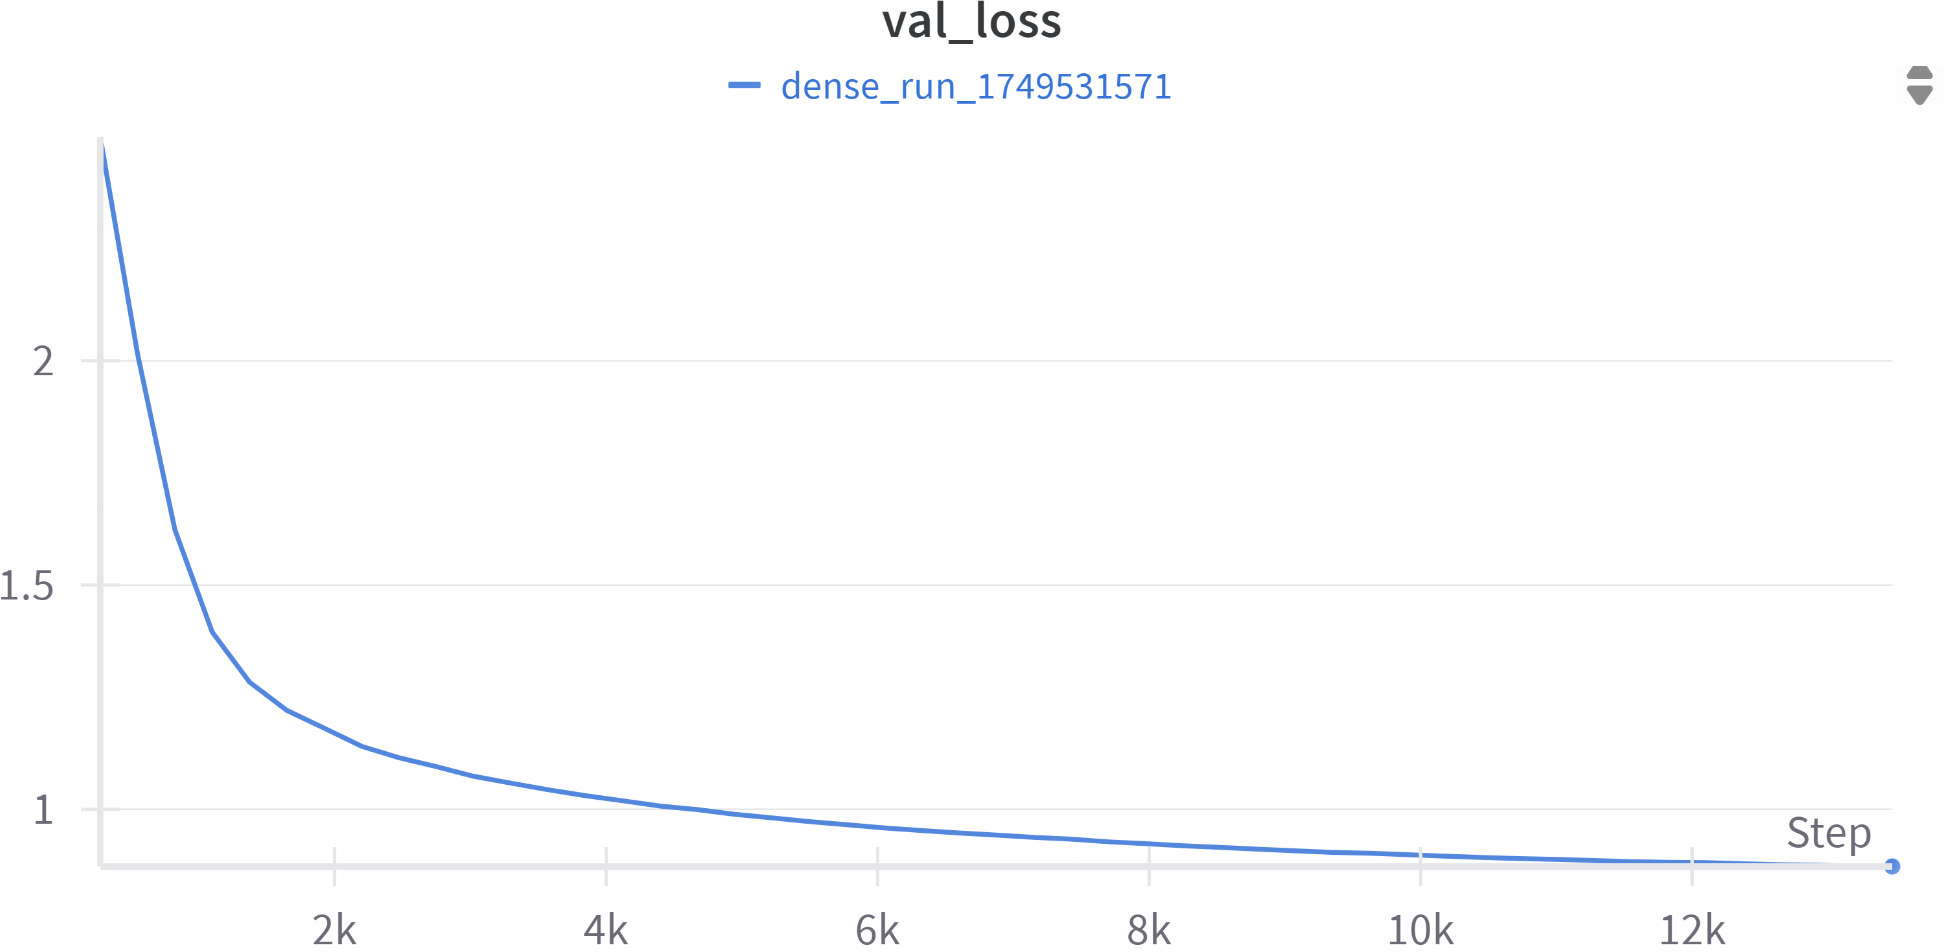 val_loss
dense_run_1749531571
2
1.5
1
Step
2k 4k 6k 8k 10k 12k